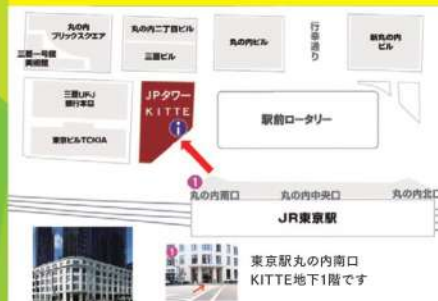 丸の内
ブリックスクエア
三菱一号館
美術館
丸の内二丁目ビル
三菱ビル
丸の内ビル
行幸通り
新丸の内
ビル
三菱UFJ
銀行本店
東京ビルTOKIA
JPタワー
KITTE
i
駅前ロータリー
1
丸の内南口
丸の内中央口
丸の内北口
JR東京駅
1
東京駅丸の内南口
KITTE地下1階です